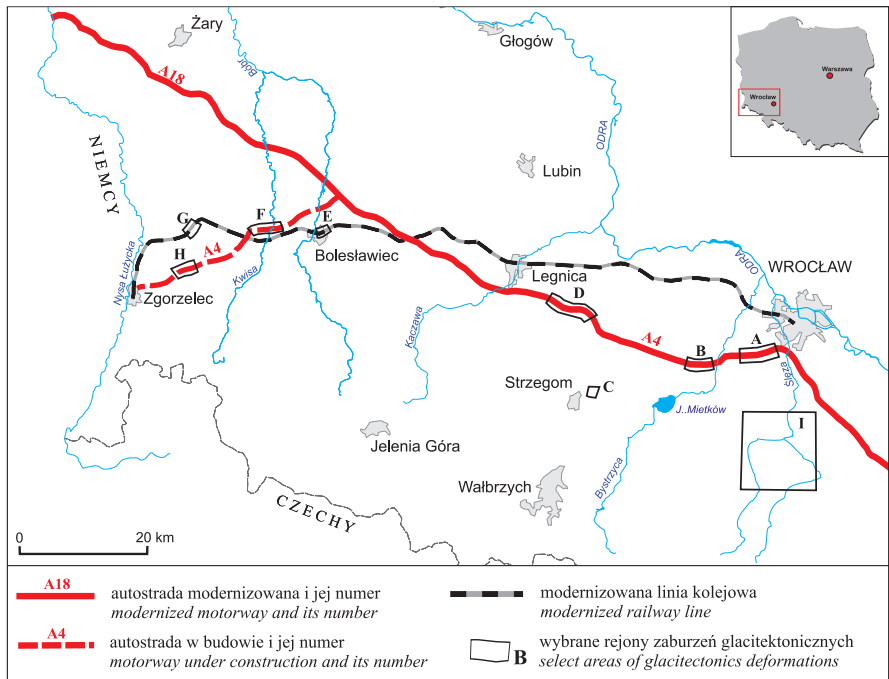 Żary
Głogów
A18
Bóbr
Warszawa
Wrocław
ODRA
NIEMCY
Lubin
G
F
E
A4
H
Bolesławiec
Nysa Łużycka
Zgorzelec
Kwisa
Legnica
ODRA
WROCŁAW
Kaczawa
D
A4
B
A
Ślęza
Strzegom
C
J..Mietków
I
Jelenia Góra
Wałbrzych
Bystrzyca
CZECHY
0 20 km
A18
autostrada modernizowana i jej numer
modernized motorway and its number
A4
autostrada w budowie i jej numer
motorway under construction and its number
modernizowana linia kolejowa
modernized railway line
B
wybrane rejony zaburzeń glacitektonicznych
select areas of glacitectonics deformations